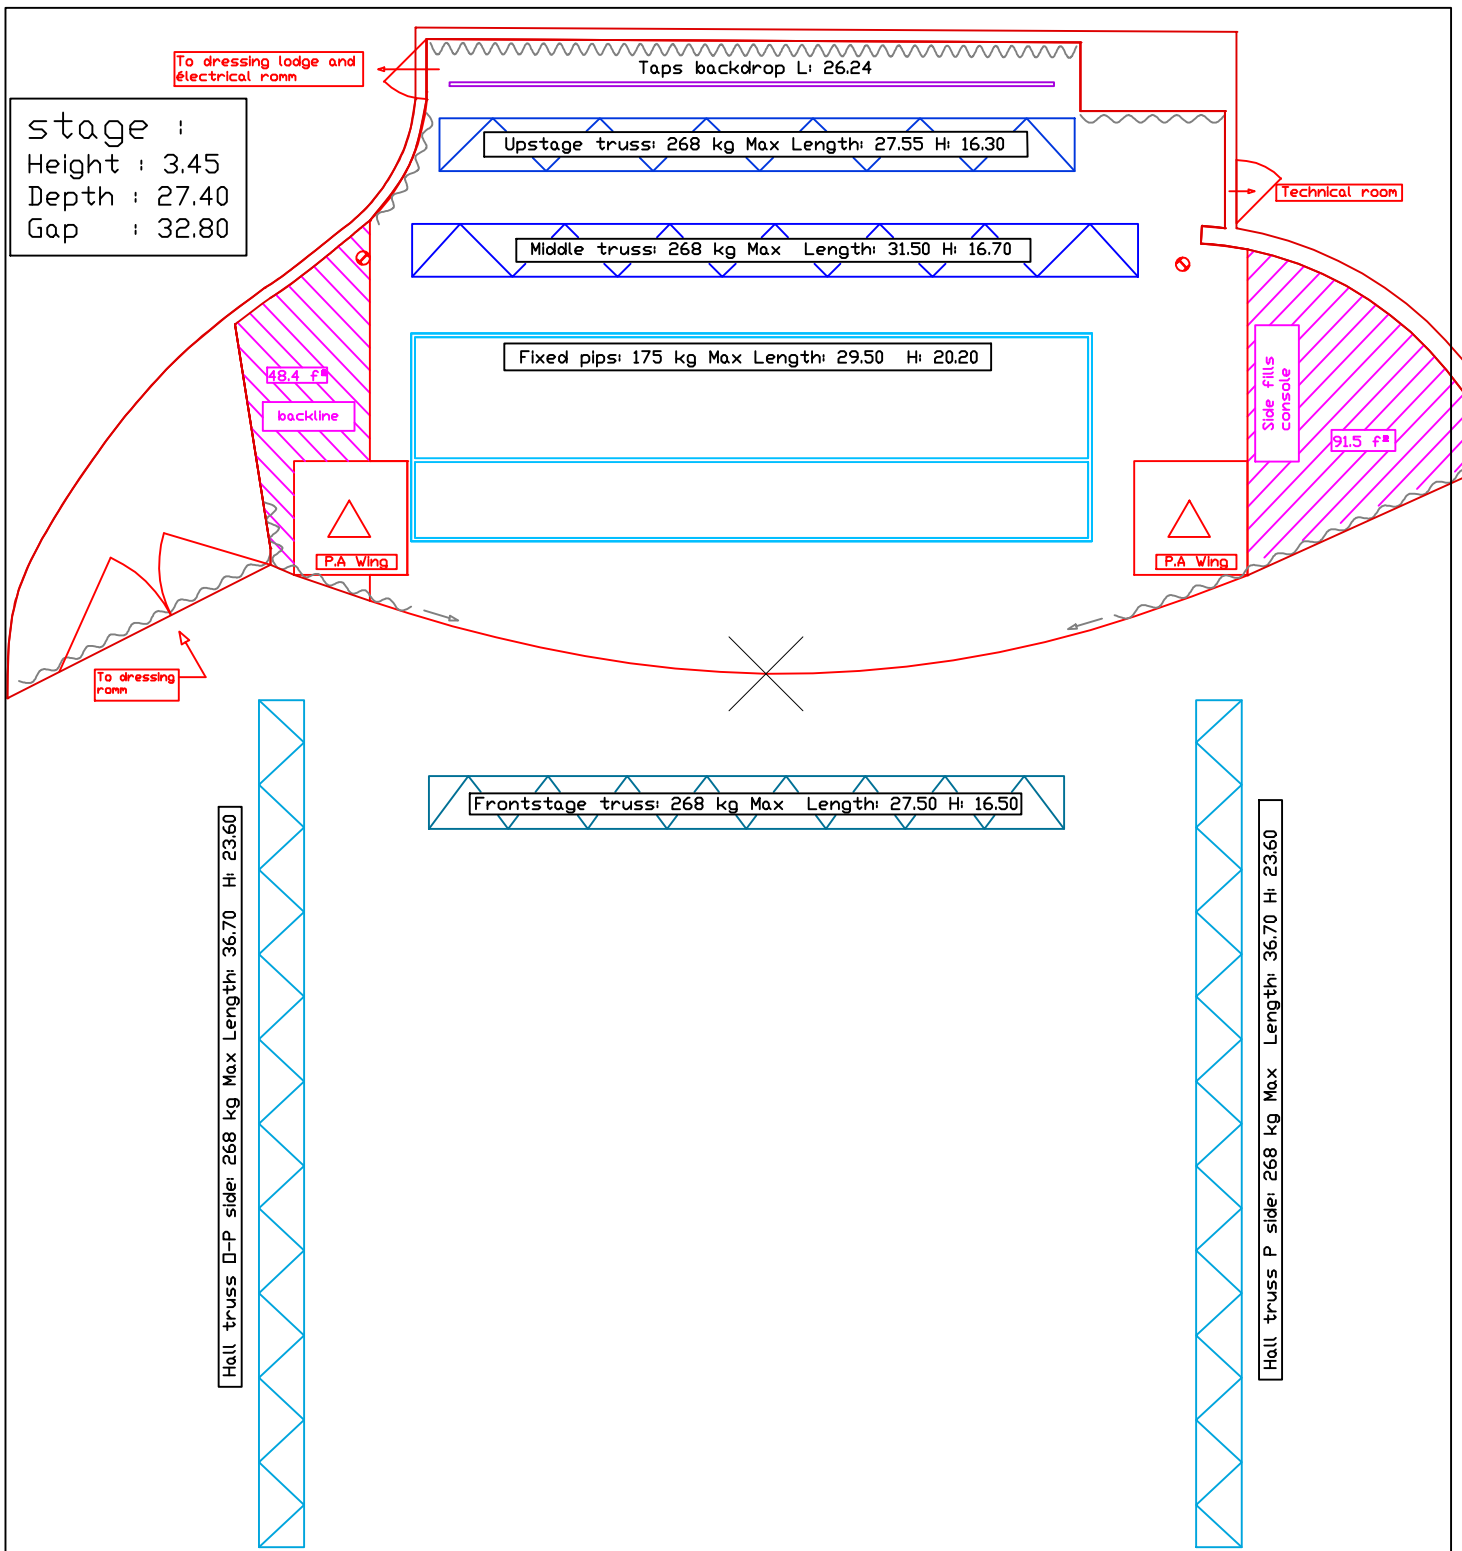 To dressing lodge and
électrical romm
Taps backdrop L: 26.24
stage :
Height : 3.45
Depth : 27.40
Gap : 32.80
Upstage truss: 268 kg Max Length: 27.55 H: 16.30
Technical room
Middle truss: 268 kg Max Length: 31.50 H: 16.70
Fixed pips: 175 kg Max Length: 29.50 H: 20.20
48.4 f²
backline
Side fills
console
91.5 f²
P.A Wing
P.A Wing
To dressing
romm
Frontstage truss: 268 kg Max Length: 27.50 H: 16.50
Hall truss □-P side: 268 kg Max Length: 36.70 H: 23.60
Hall truss P side: 268 kg Max Length: 36.70 H: 23.60